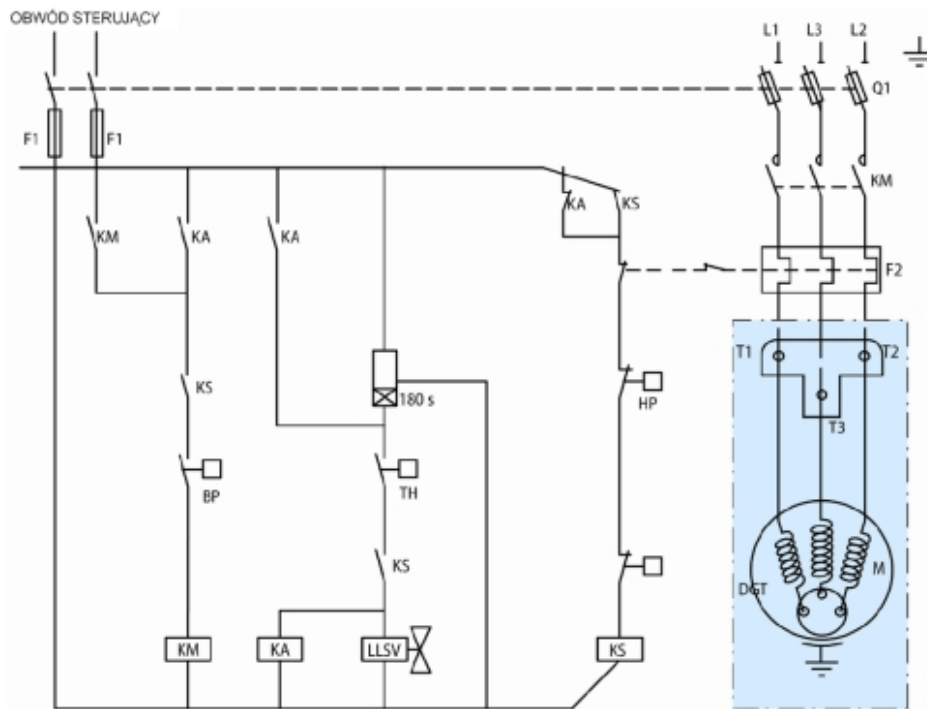 OBWÓD STERUJĄCY
L1 L3 L2
Q1
F1 F1
KM
KA KS
KM KA KA
F2
T1 T2
KS 180 s HP
T3
BP TH
KS
DGT M
KM KA LLSV KS